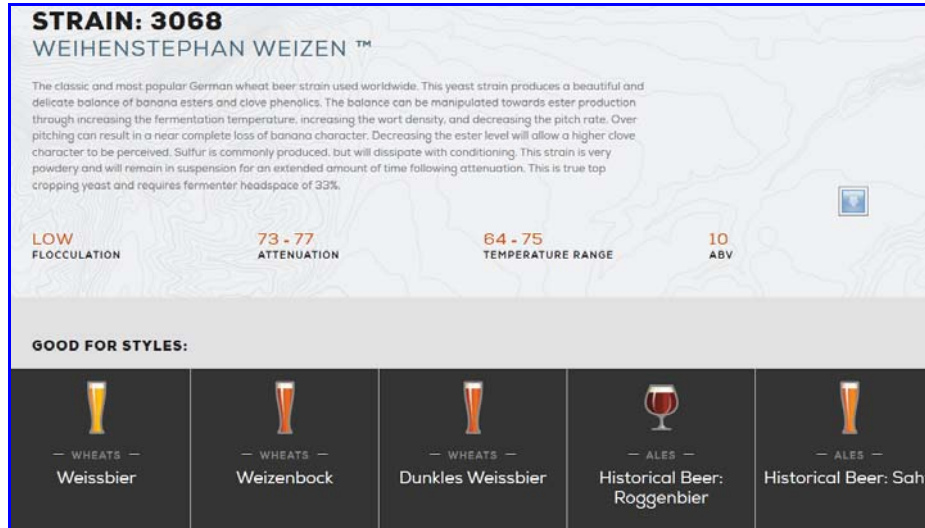 STRAIN: 3068
WEIHENSTEPHAN WEIZEN ™
The classic and most popular German wheat beer strain used worldwide. This yeast strain produces a beautiful and
delicate balance of banana esters and clove phenolics. The balance can be manipulated towards ester production
through increasing the fermentation temperature, increasing the wort density, and decreasing the pitch rate. Over
pitching can result in a near complete loss of banana character. Decreasing the ester level will allow a higher clove
character to be perceived. Sulfur is commonly produced, but will dissipate with conditioning. This strain is very
powdery and will remain in suspension for an extended amount of time following attenuation. This is true top
cropping yeast and requires fermenter headspace of 33%.
LOW 73 - 77 64 - 75 10
FLOCCULATION ATTENUATION TEMPERATURE RANGE ABV
GOOD FOR STYLES:
— WHEATS — — WHEATS — — WHEATS — — ALES — — ALES —
Weissbier Weizenbock Dunkles Weissbier Historical Beer: Historical Beer: Sah
Roggenbier